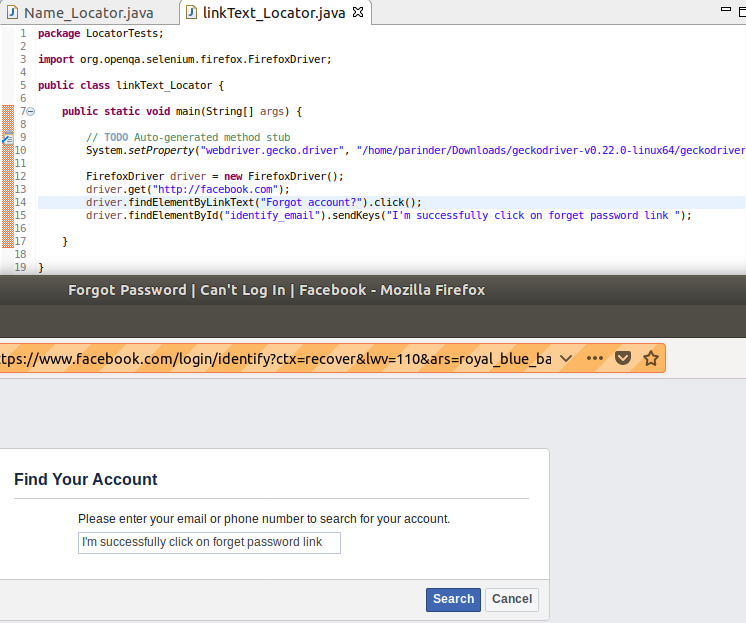 Name_Locator.java linkText_Locator.java
1 package LocatorTests;
2
3 import org.openqa.selenium.firefox.FirefoxDriver;
4
5 public class linkText_Locator {
6
7 public static void main(String[] args) {
8
9 // TODO Auto-generated method stub
10 System.setProperty("webdriver.gecko.driver", "/home/parinder/Downloads/geckodriver-v0.22.0-linux64/geckodriver
11
12 FirefoxDriver driver = new FirefoxDriver();
13 driver.get("http://facebook.com");
14 driver.findElementByLinkText("Forgot account?").click();
15 driver.findElementById("identify_email").sendKeys("I'm successfully click on forget password link ");
16
17 }
18
19 }
Forgot Password | Can't Log In | Facebook - Mozilla Firefox
tps://www.facebook.com/login/identify?ctx=recover&lwv=110&ars=royal_blue_ba
Find Your Account
Please enter your email or phone number to search for your account.
I'm successfully click on forget password link
Search Cancel